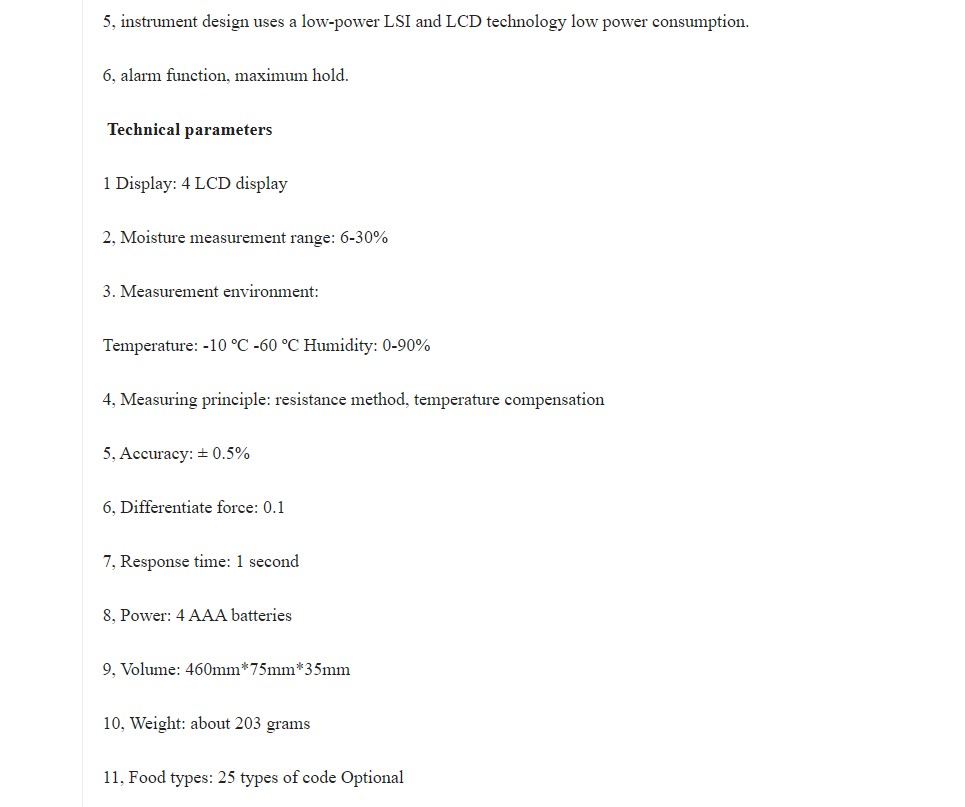 5, instrument design uses a low-power LSI and LCD technology low power consumption.
6, alarm function, maximum hold.
Technical parameters
1 Display: 4 LCD display
2, Moisture measurement range: 6-30%
3. Measurement environment:
Temperature: -10 ℃ -60 ℃ Humidity: 0-90%
4, Measuring principle: resistance method, temperature compensation
5, Accuracy: ± 0.5%
6, Differentiate force: 0.1
7, Response time: 1 second
8, Power: 4 AAA batteries
9, Volume: 460mm*75mm*35mm
10, Weight: about 203 grams
11, Food types: 25 types of code Optional